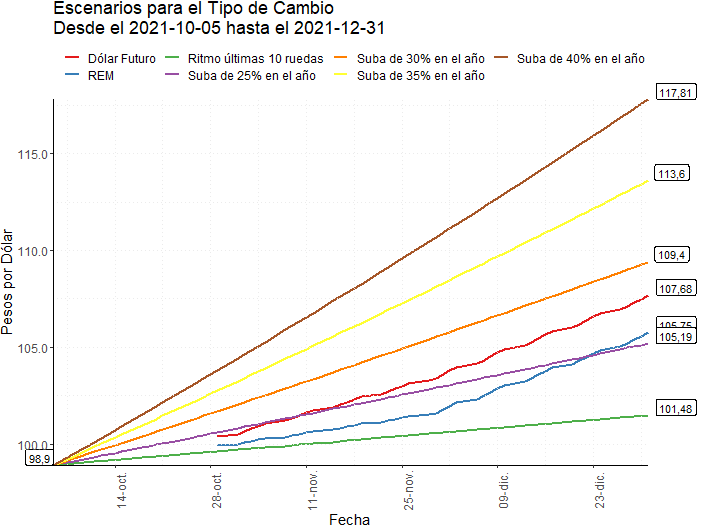 Escenarios para el Tipo de Cambio
Desde el 2021-10-05 hasta el 2021-12-31
Dólar Futuro
Ritmo últimas 10 ruedas
Suba de 30% en el año
Suba de 40% en el año
REM
Suba de 25% en el año
Suba de 35% en el año
117,81
115.0
113,6
110.0
109,4
107,68
105,75
105.0
105,19
101,48
100.0
98,9
Pesos por Dólar
14-oct.
28-oct.
11-nov.
25-nov.
09-dic.
23-dic.
Fecha